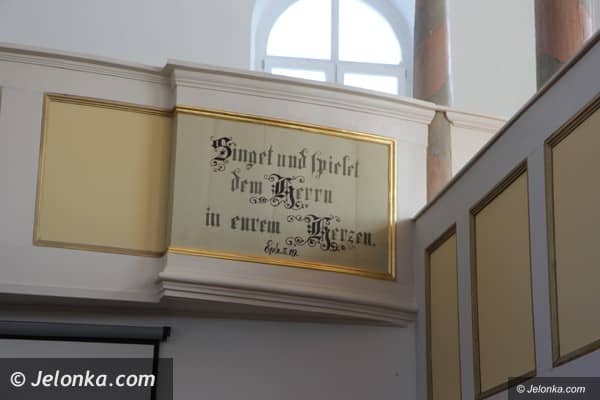 Singet und spielet
dem Herrn
in eurem Herzen.
Eph. 5. 19.
© Jelonka.com
© Jelonka.com